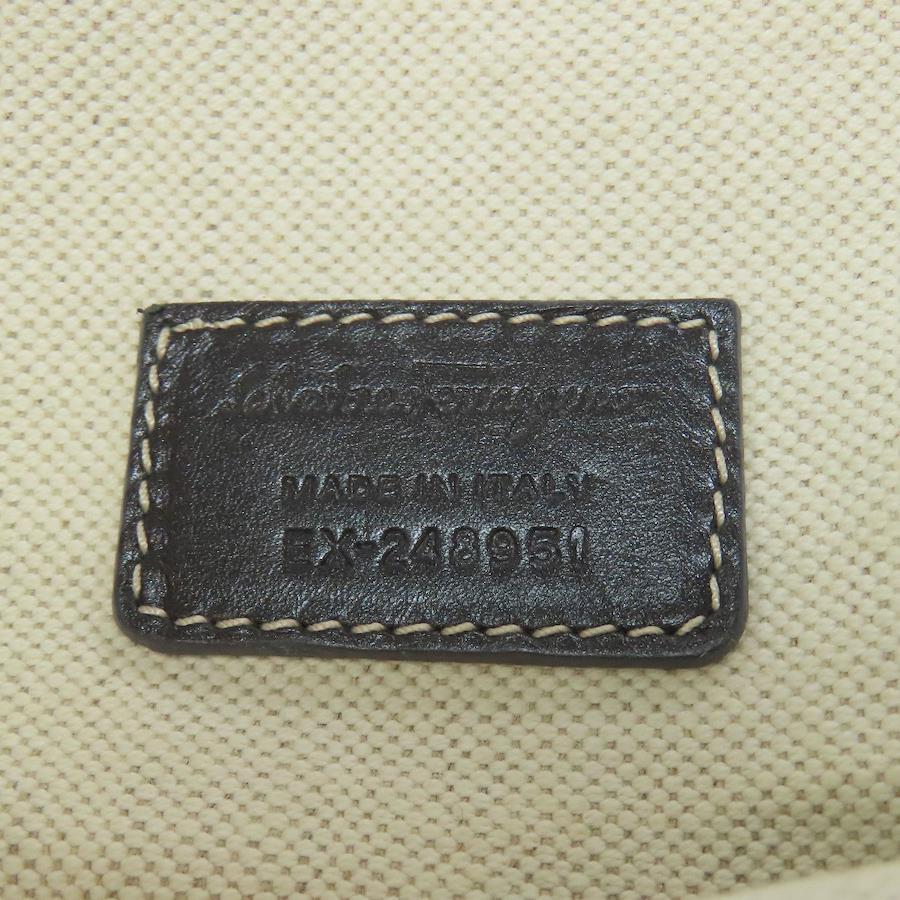 Salvatore Ferragamo
MADE IN ITALY
EX-248951